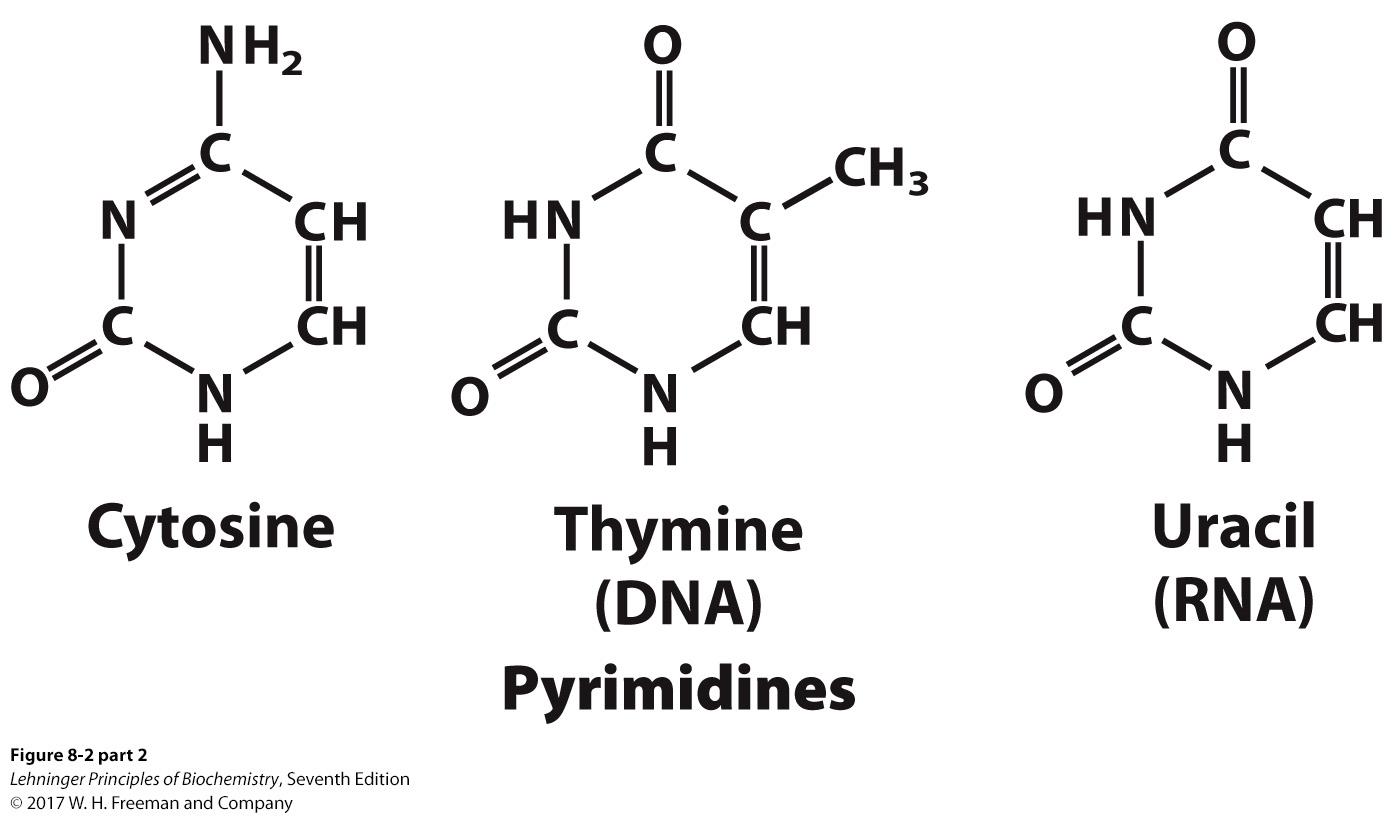 NH2 O O
C C CH3 C
N CH HN C HN CH
C CH C CH C CH
O N O N O N
H H H
Cytosine Thymine Uracil
(DNA) (RNA)
Pyrimidines
Figure 8-2 part 2
Lehninger Principles of Biochemistry, Seventh Edition
© 2017 W. H. Freeman and Company